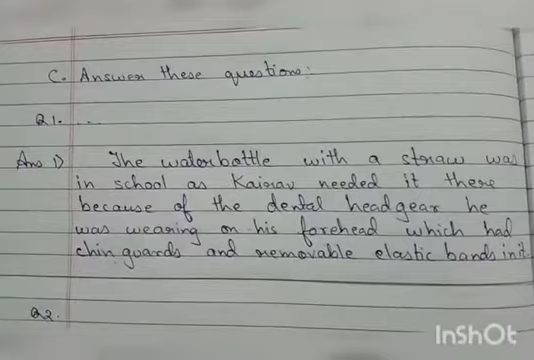 C. Answer these questions:
Q1. ...
Ans 1) The waterbottle with a straw was
in school as Kairav needed it there
because of the dental headgear he
was wearing on his forehead which had
chin guards and removable elastic bands in it.
Q2.
InShOt